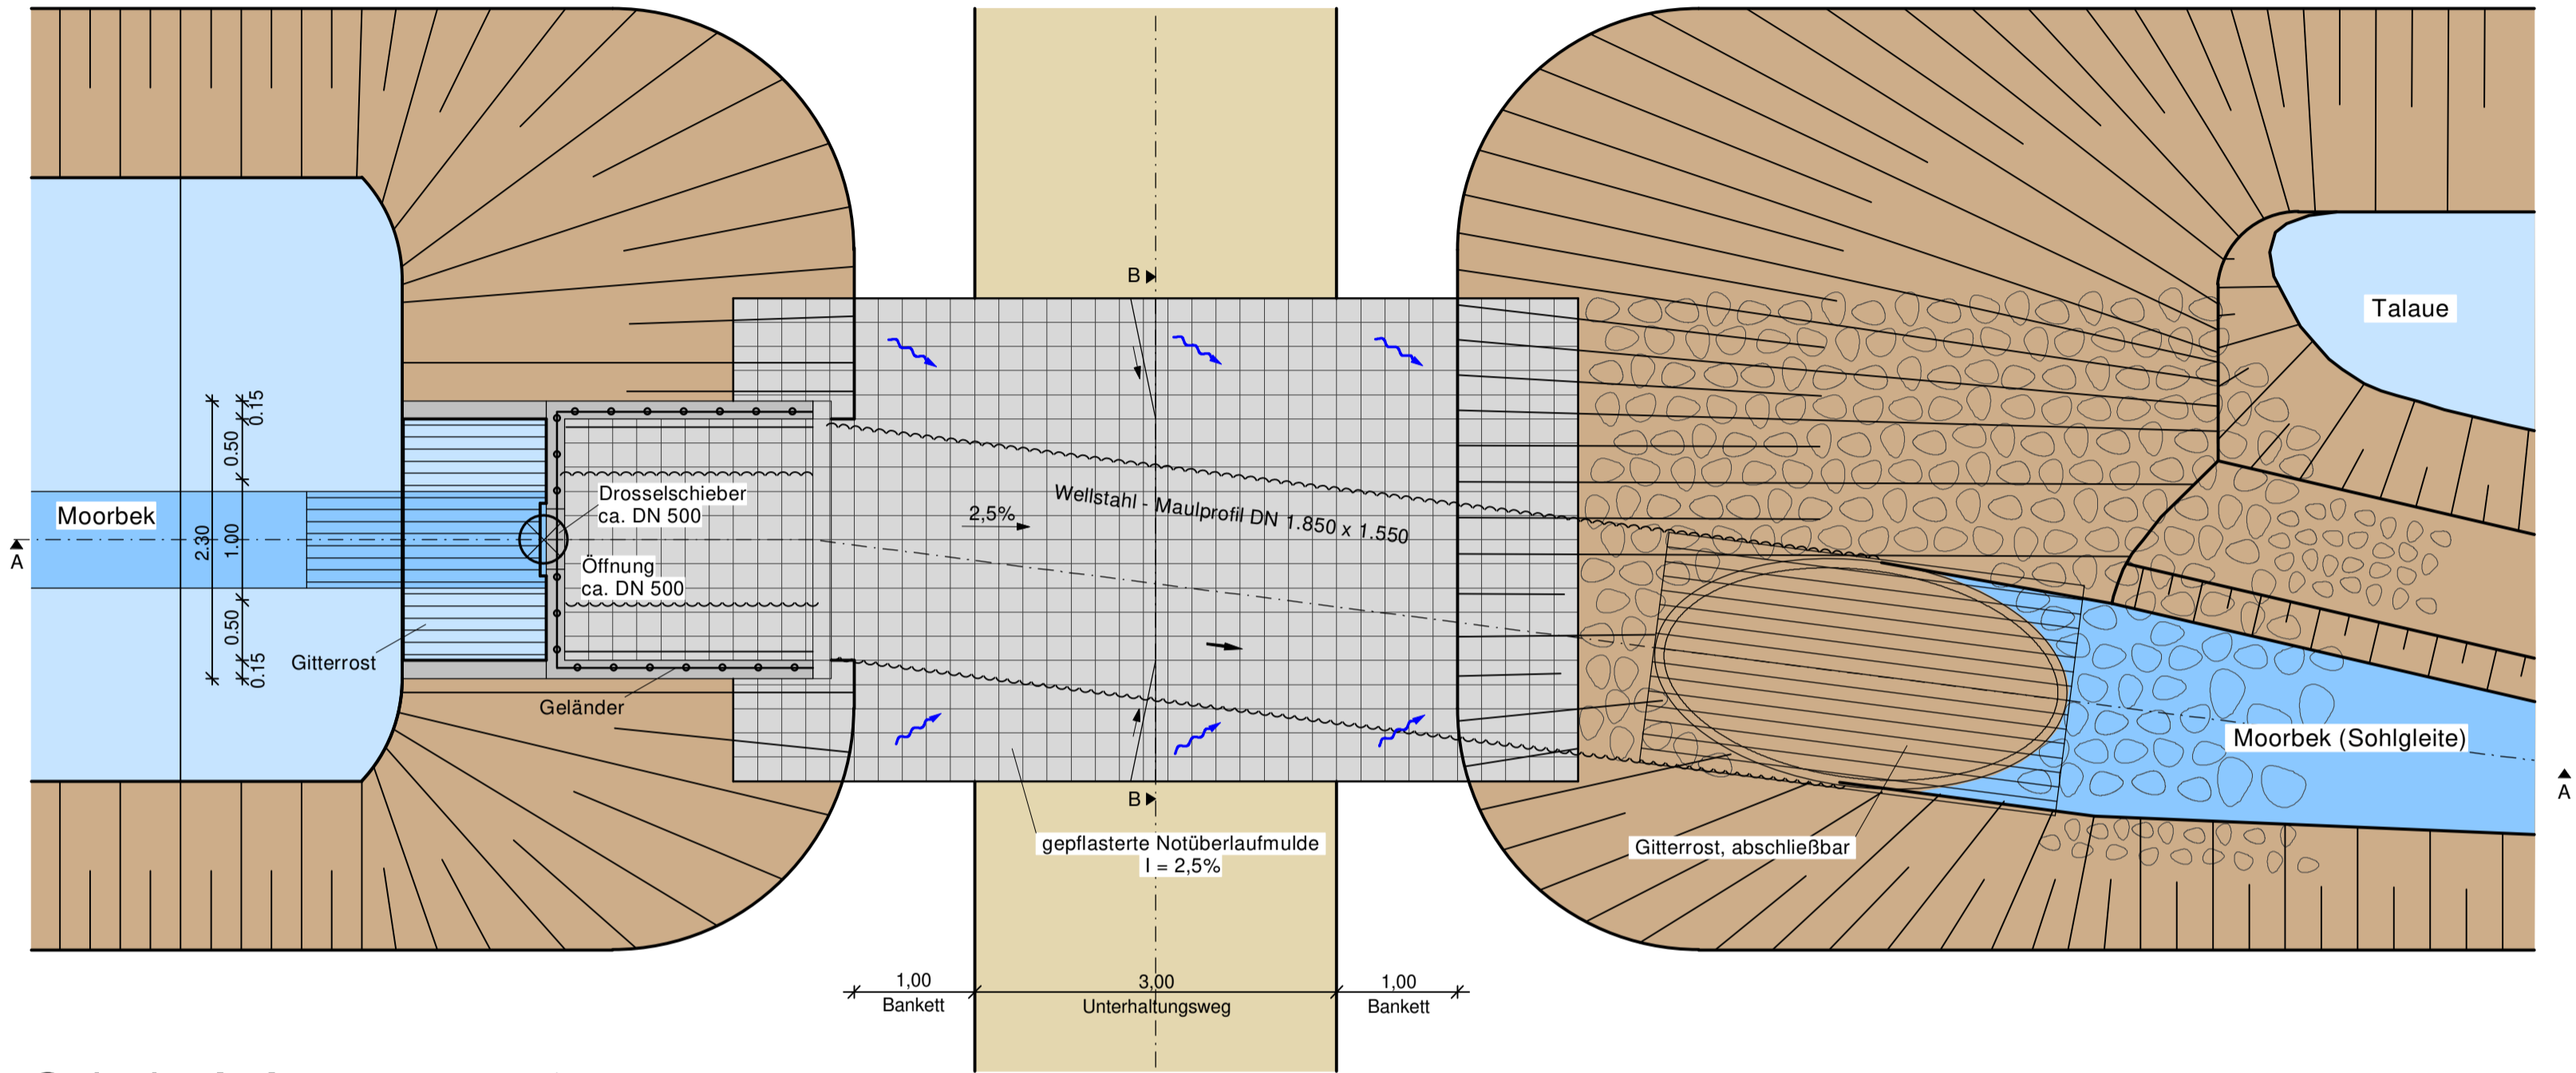 B
Talaue
0.15
0.50
Moorbek
2.30
1.00
0.50
0.15
A
Drosselschieber
ca. DN 500
Öffnung
ca. DN 500
Gitterrost
Geländer
2,5%
Wellstahl - Maulprofil DN 1.850 x 1.550
Moorbek (Sohlgleite)
A
B
gepflasterte Notüberlaufmulde
I = 2,5%
Gitterrost, abschließbar
1,00
3,00
1,00
Bankett
Unterhaltungsweg
Bankett